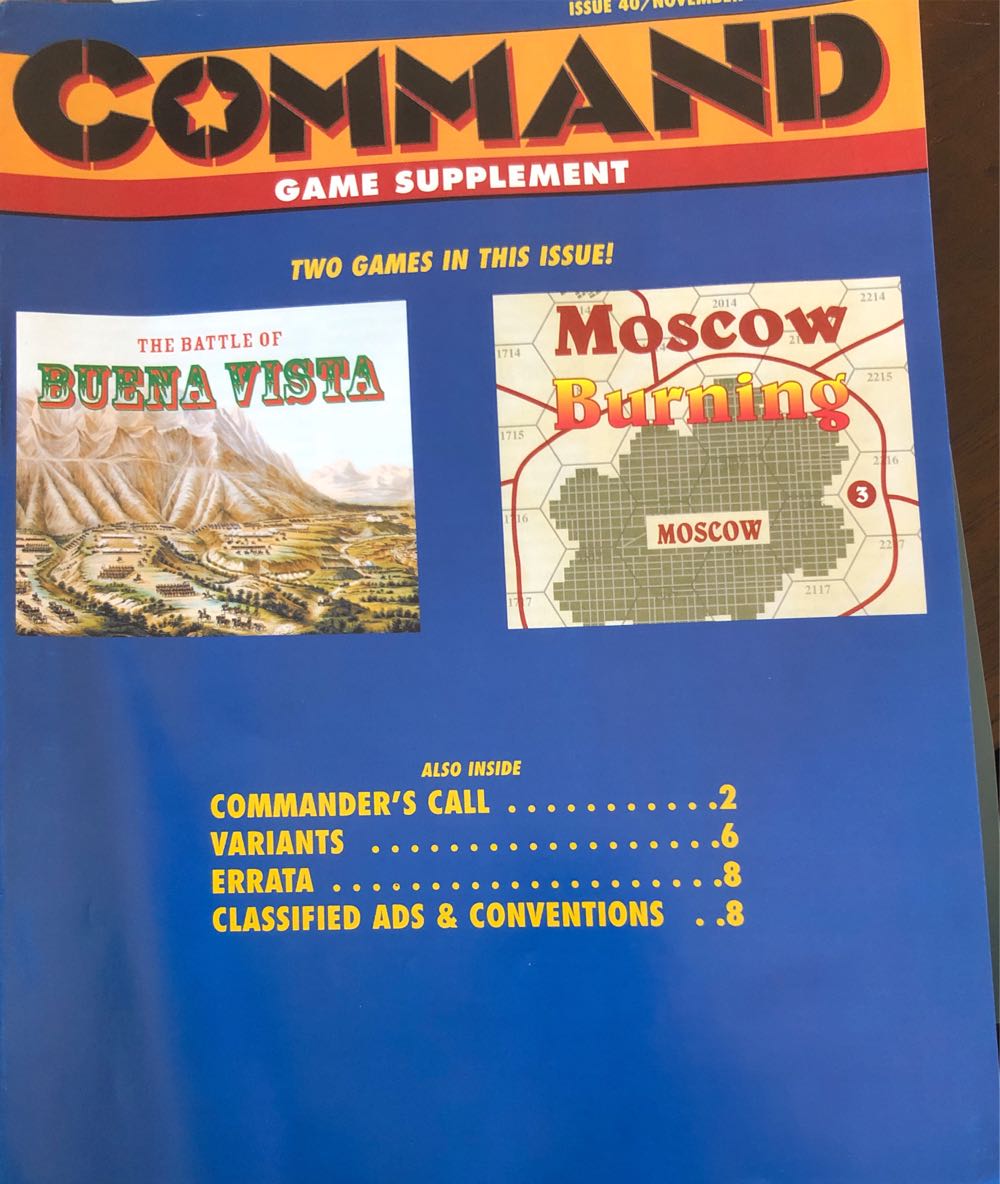 ISSUE 40/NOVEMBER
COMMAND
GAME SUPPLEMENT
TWO GAMES IN THIS ISSUE!
THE BATTLE OF
BUENA VISTA
Moscow
Burning
2014
2214
1714
2215
1715
2216
3
MOSCOW
2117
ALSO INSIDE
COMMANDER'S CALL . . . . . . . . . . . .2
VARIANTS . . . . . . . . . . . . . . . . . . .6
ERRATA . . . . . . . . . . . . . . . . . . . . .8
CLASSIFIED ADS & CONVENTIONS . .8